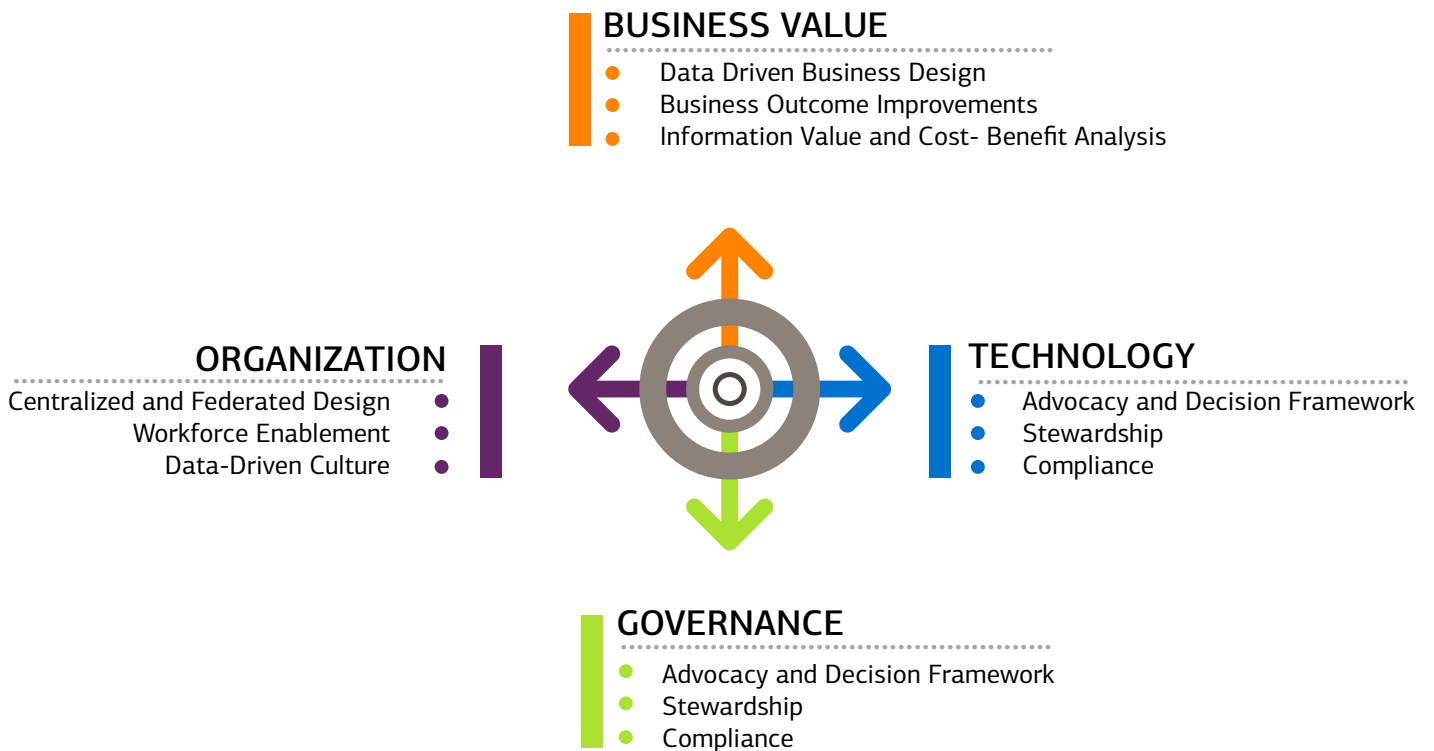 BUSINESS VALUE
Data Driven Business Design
Business Outcome Improvements
Information Value and Cost- Benefit Analysis
ORGANIZATION
Centralized and Federated Design
Workforce Enablement
Data-Driven Culture
TECHNOLOGY
Advocacy and Decision Framework
Stewardship
Compliance
GOVERNANCE
Advocacy and Decision Framework
Stewardship
Compliance